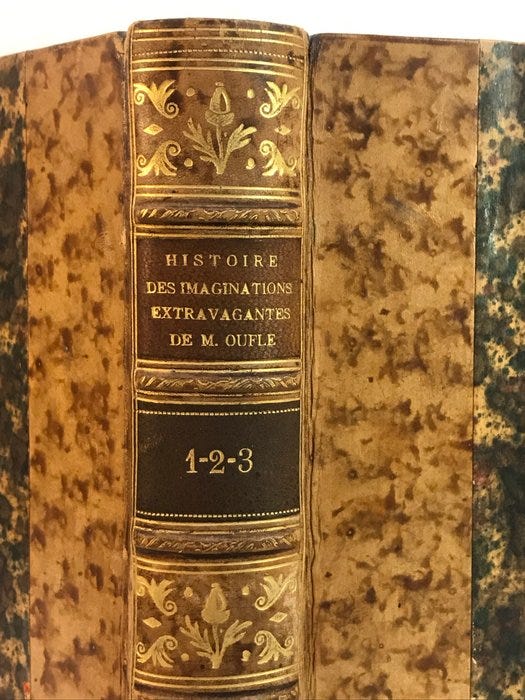 HISTOIRE
DES IMAGINATIONS
EXTRAVAGANTES
DE M. OUFLE
1-2-3